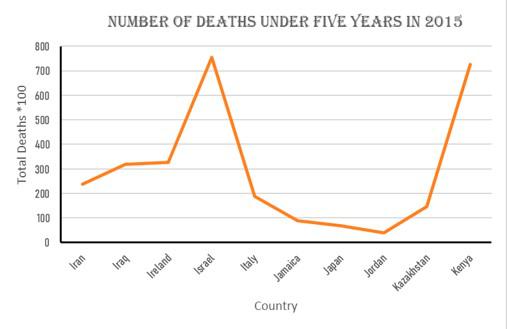 NUMBER OF DEATHS UNDER FIVE YEARS IN 2015
Total Deaths *100
800
700
600
500
400
300
200
100
0
Iran
Iraq
Ireland
Israel
Italy
Jamaica
Japan
Jordan
Kazakhstan
Kenya
Country